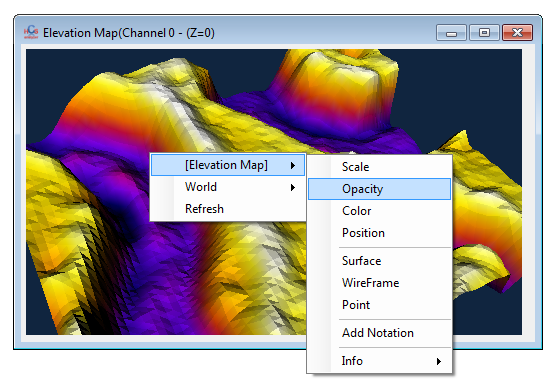 Elevation Map(Channel 0 - (Z=0)
[Elevation Map]
World
Refresh
Scale
Opacity
Color
Position
Surface
WireFrame
Point
Add Notation
Info